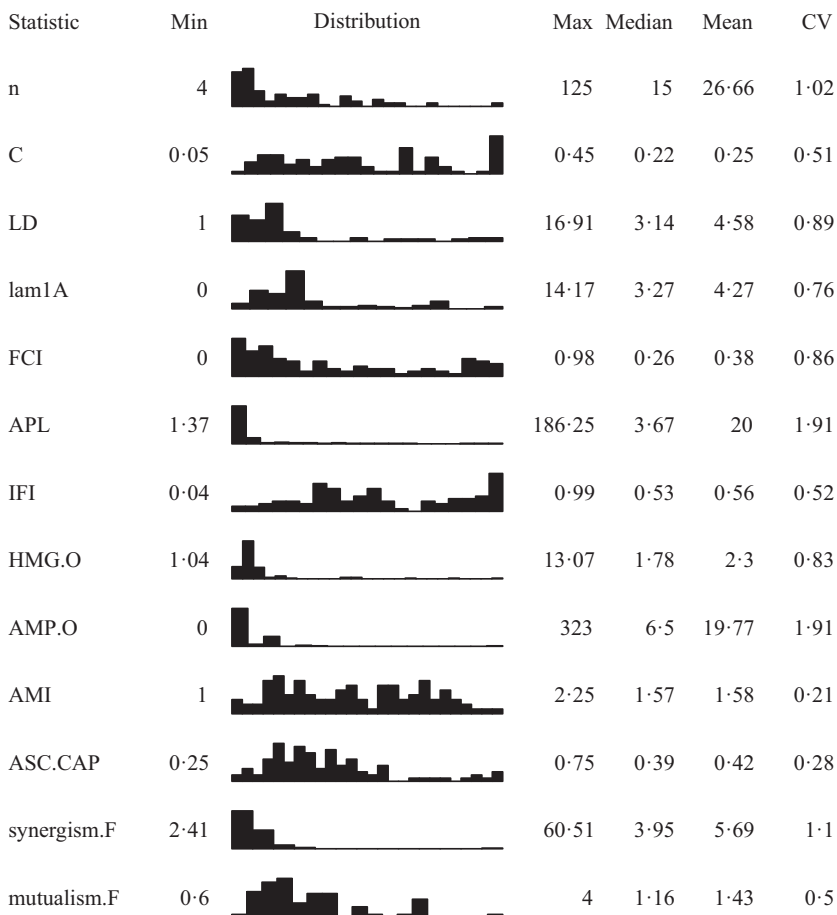 Statistic Min Distribution Max Median Mean CV
n 4 125 15 26·66 1·02
C 0·05 0·45 0·22 0·25 0·51
LD 1 16·91 3·14 4·58 0·89
lam1A 0 14·17 3·27 4·27 0·76
FCI 0 0·98 0·26 0·38 0·86
APL 1·37 186·25 3·67 20 1·91
IFI 0·04 0·99 0·53 0·56 0·52
HMG.O 1·04 13·07 1·78 2·3 0·83
AMP.O 0 323 6·5 19·77 1·91
AMI 1 2·25 1·57 1·58 0·21
ASC.CAP 0·25 0·75 0·39 0·42 0·28
synergism.F 2·41 60·51 3·95 5·69 1·1
mutualism.F 0·6 4 1·16 1·43 0·5